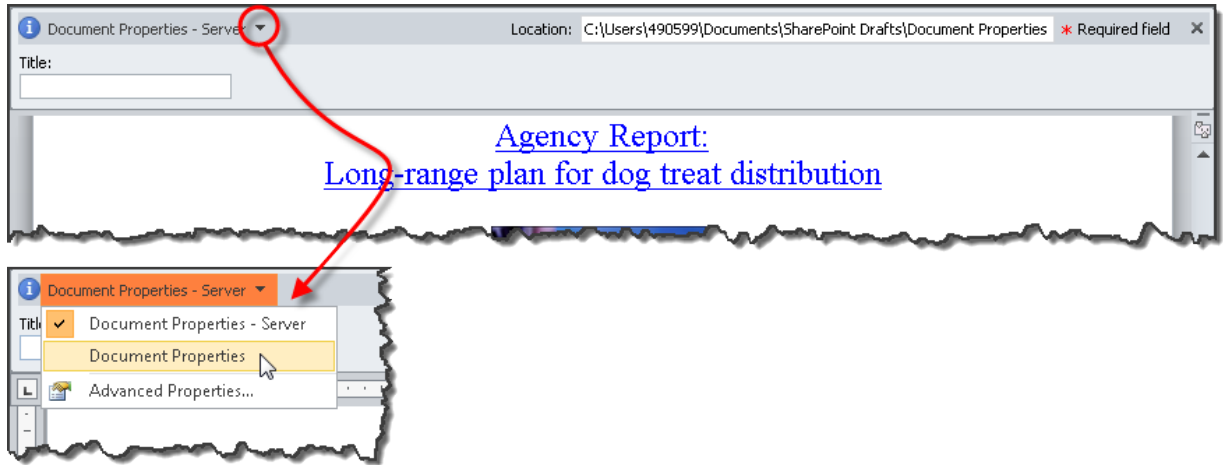 Document Properties - Server Location: C:\Users\490599\Documents\SharePoint Drafts\Document Properties * Required field
Title:
Agency Report:
Long-range plan for dog treat distribution
Document Properties - Server
Document Properties - Server
Document Properties
Advanced Properties...